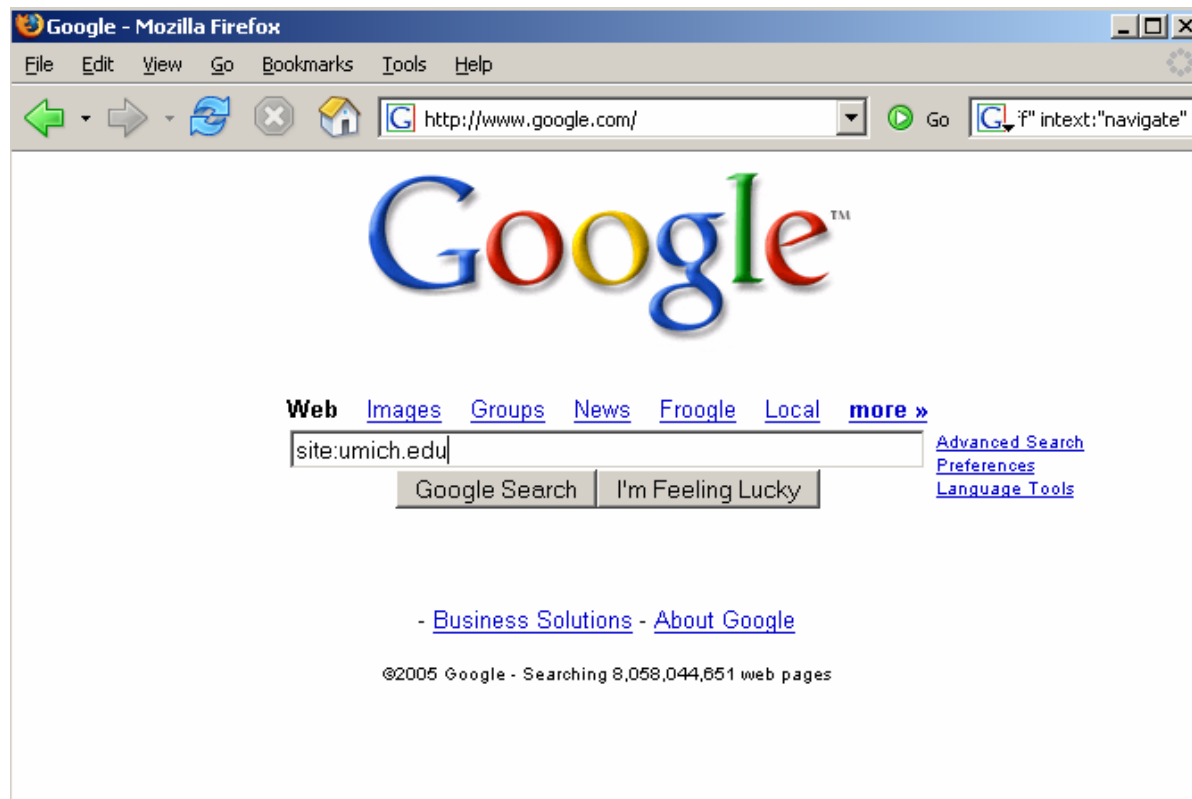 Google - Mozilla Firefox
File Edit View Go Bookmarks Tools Help
G http://www.google.com/ Go G intext:"navigate"
Google™
Web Images Groups News Froogle Local more »
site:umich.edu Advanced Search
Preferences
Google Search I'm Feeling Lucky Language Tools
- Business Solutions - About Google
©2005 Google - Searching 8,058,044,651 web pages